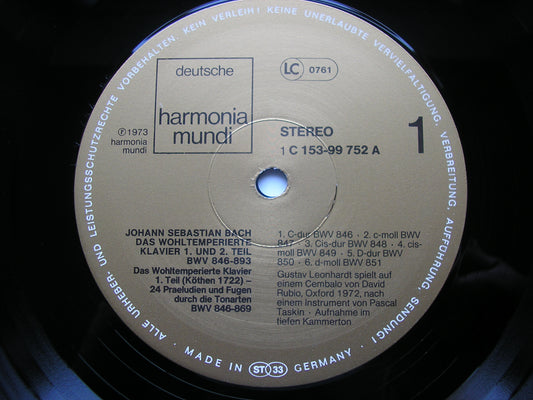 ALLE URHEBER- UND LEISTUNGSSCHUTZRECHTE VORBEHALTEN. KEIN VERLEIH! KEINE UNERLAUBTE VERVIELFÄLTIGUNG, VERBREITUNG, AUFFÜHRUNG, SENDUNG!
deutsche
harmonia
mundi
LC 0761
℗ 1973
harmonia
mundi
STEREO
1 C 153-99 752 A
1
JOHANN SEBASTIAN BACH
DAS WOHLTEMPERIERTE
KLAVIER 1. UND 2. TEIL
BWV 846-893
Das Wohltemperierte Klavier
1. Teil (Köthen 1722) –
24 Praeludien und Fugen
durch die Tonarten
BWV 846-869
1. C-dur BWV 846 · 2. c-moll BWV
847 · 3. Cis-dur BWV 848 · 4. cis-
moll BWV 849 · 5. D-dur BWV
850 · 6. d-moll BWV 851
Gustav Leonhardt spielt auf
einem Cembalo von David
Rubio, Oxford 1972, nach
einem Instrument von Pascal
Taskin · Aufnahme im
tiefen Kammerton
MADE IN ST 33 GERMANY